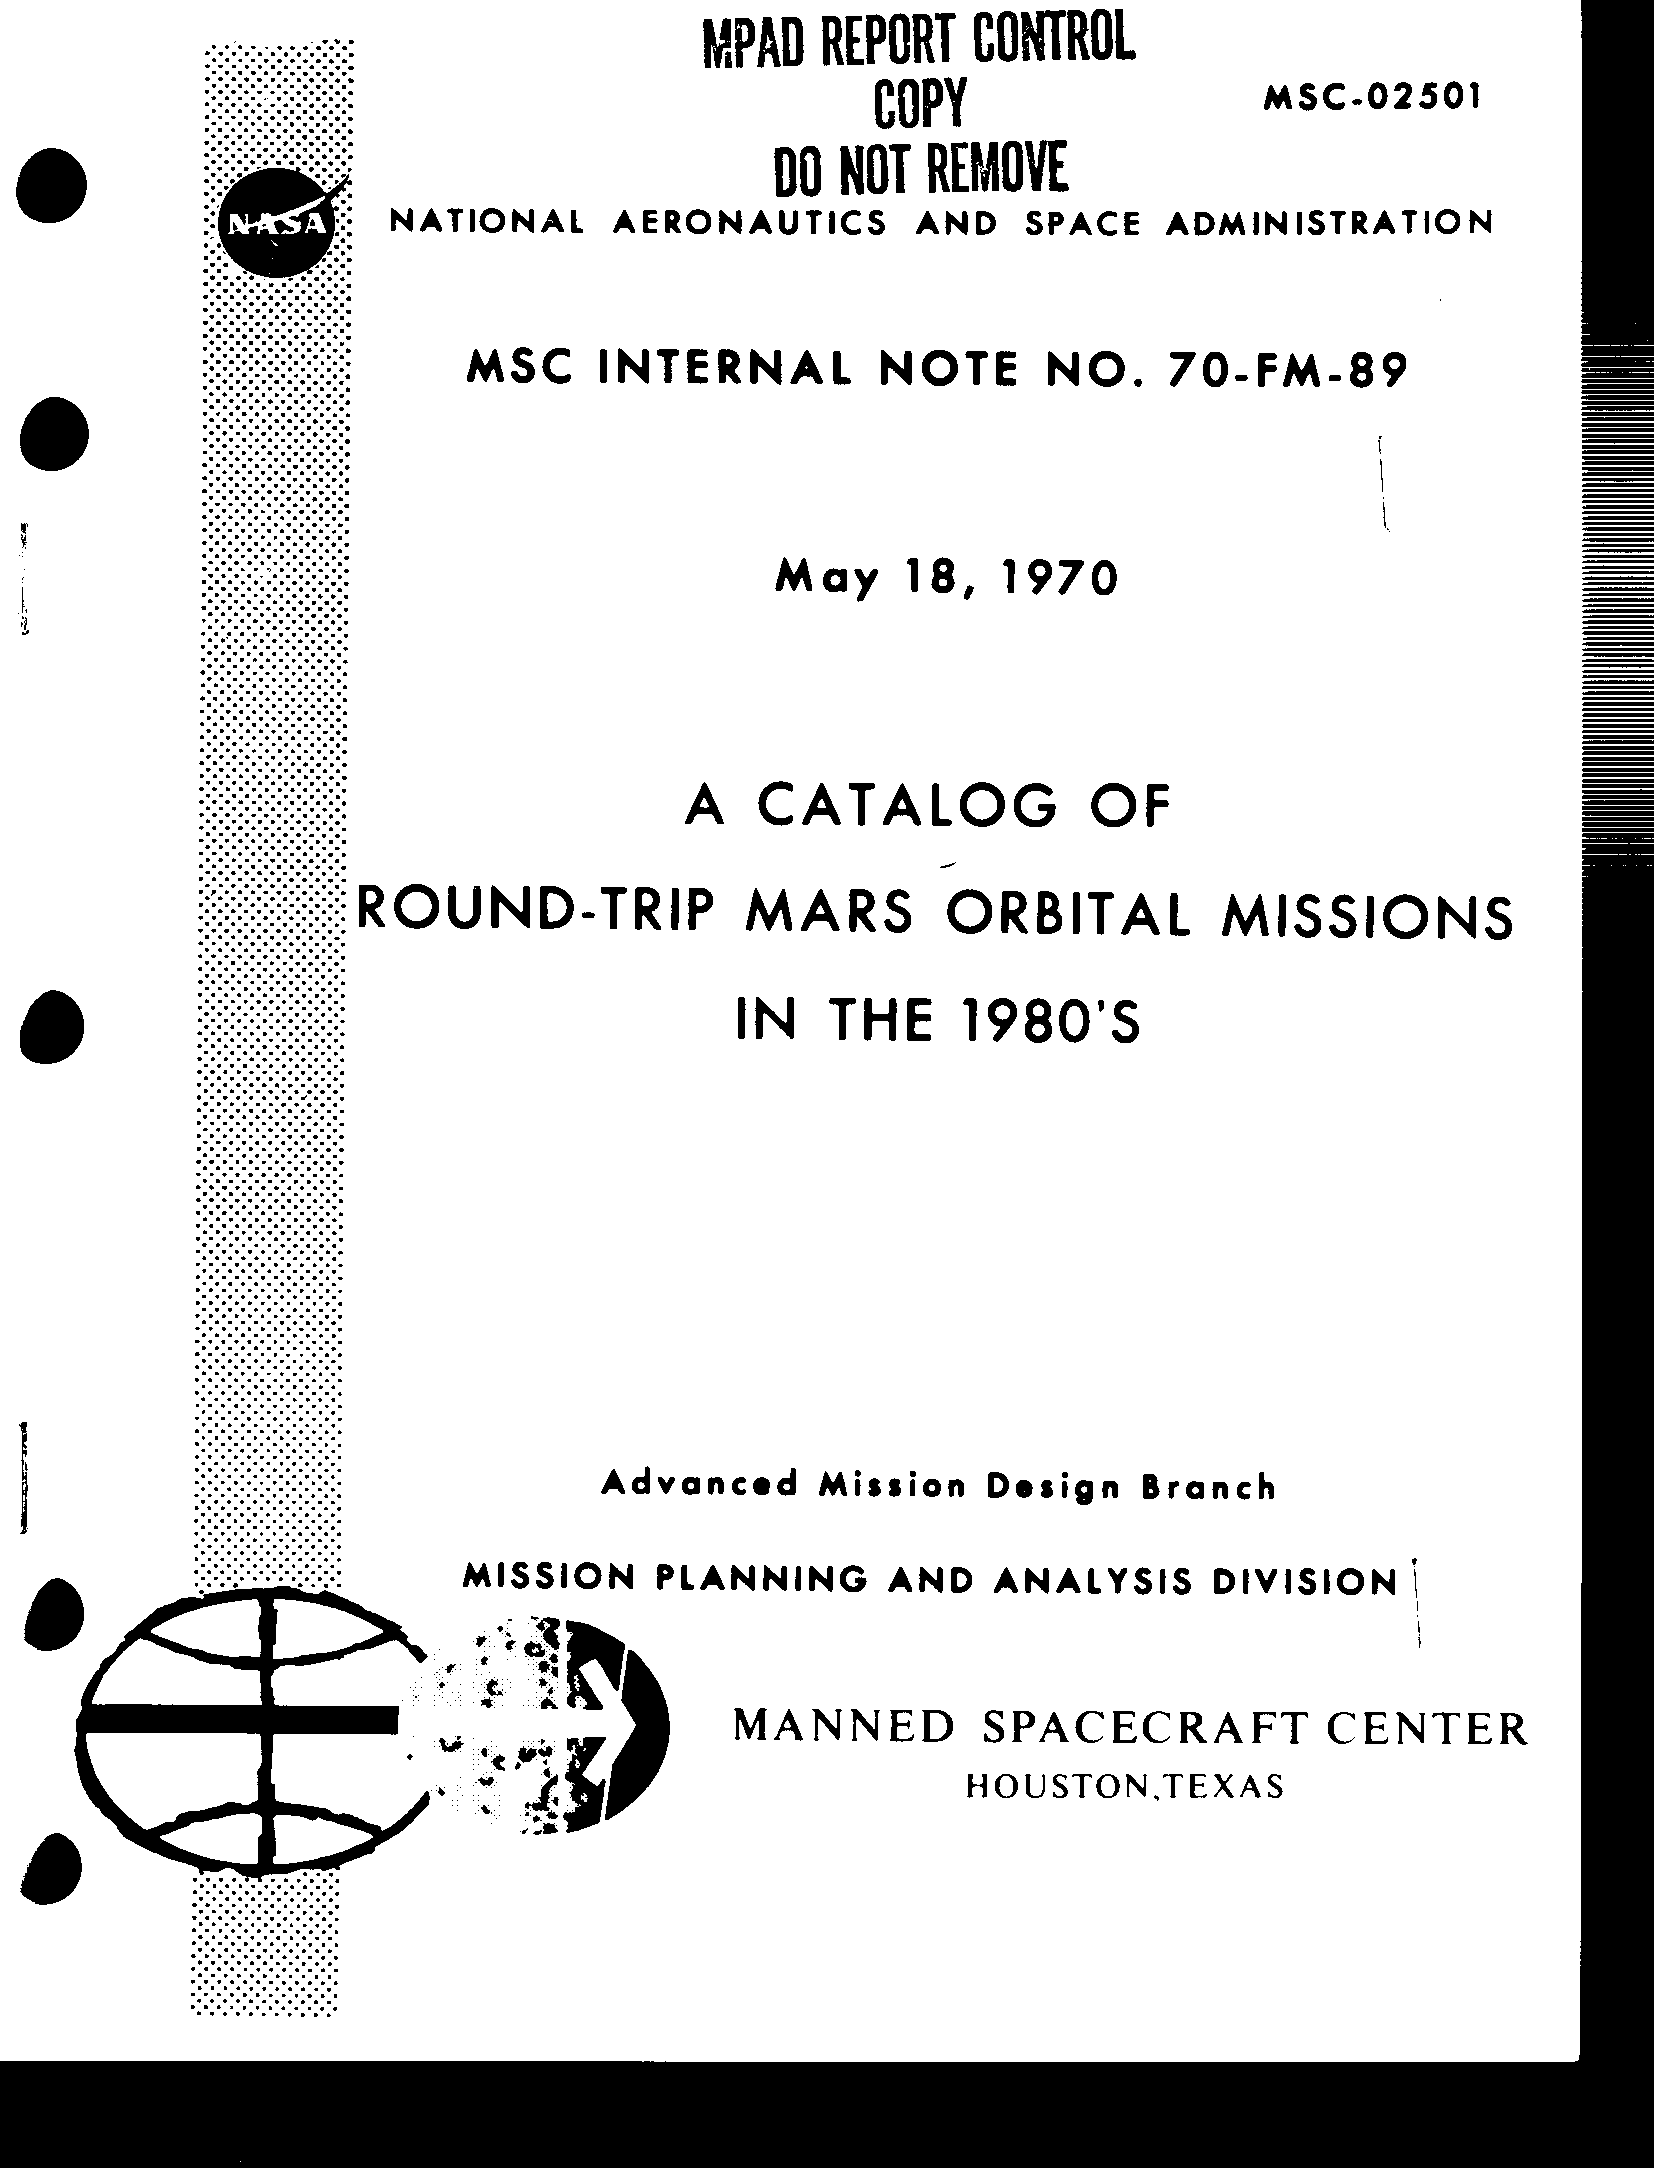 MPAD REPORT CONTROL
COPY
DO NOT REMOVE
MSC-02501
NASA
NATIONAL AERONAUTICS AND SPACE ADMINISTRATION
MSC INTERNAL NOTE NO. 70-FM-89
May 18, 1970
A CATALOG OF
ROUND-TRIP MARS ORBITAL MISSIONS
IN THE 1980'S
Advanced Mission Design Branch
MISSION PLANNING AND ANALYSIS DIVISION
MANNED SPACECRAFT CENTER
HOUSTON,TEXAS